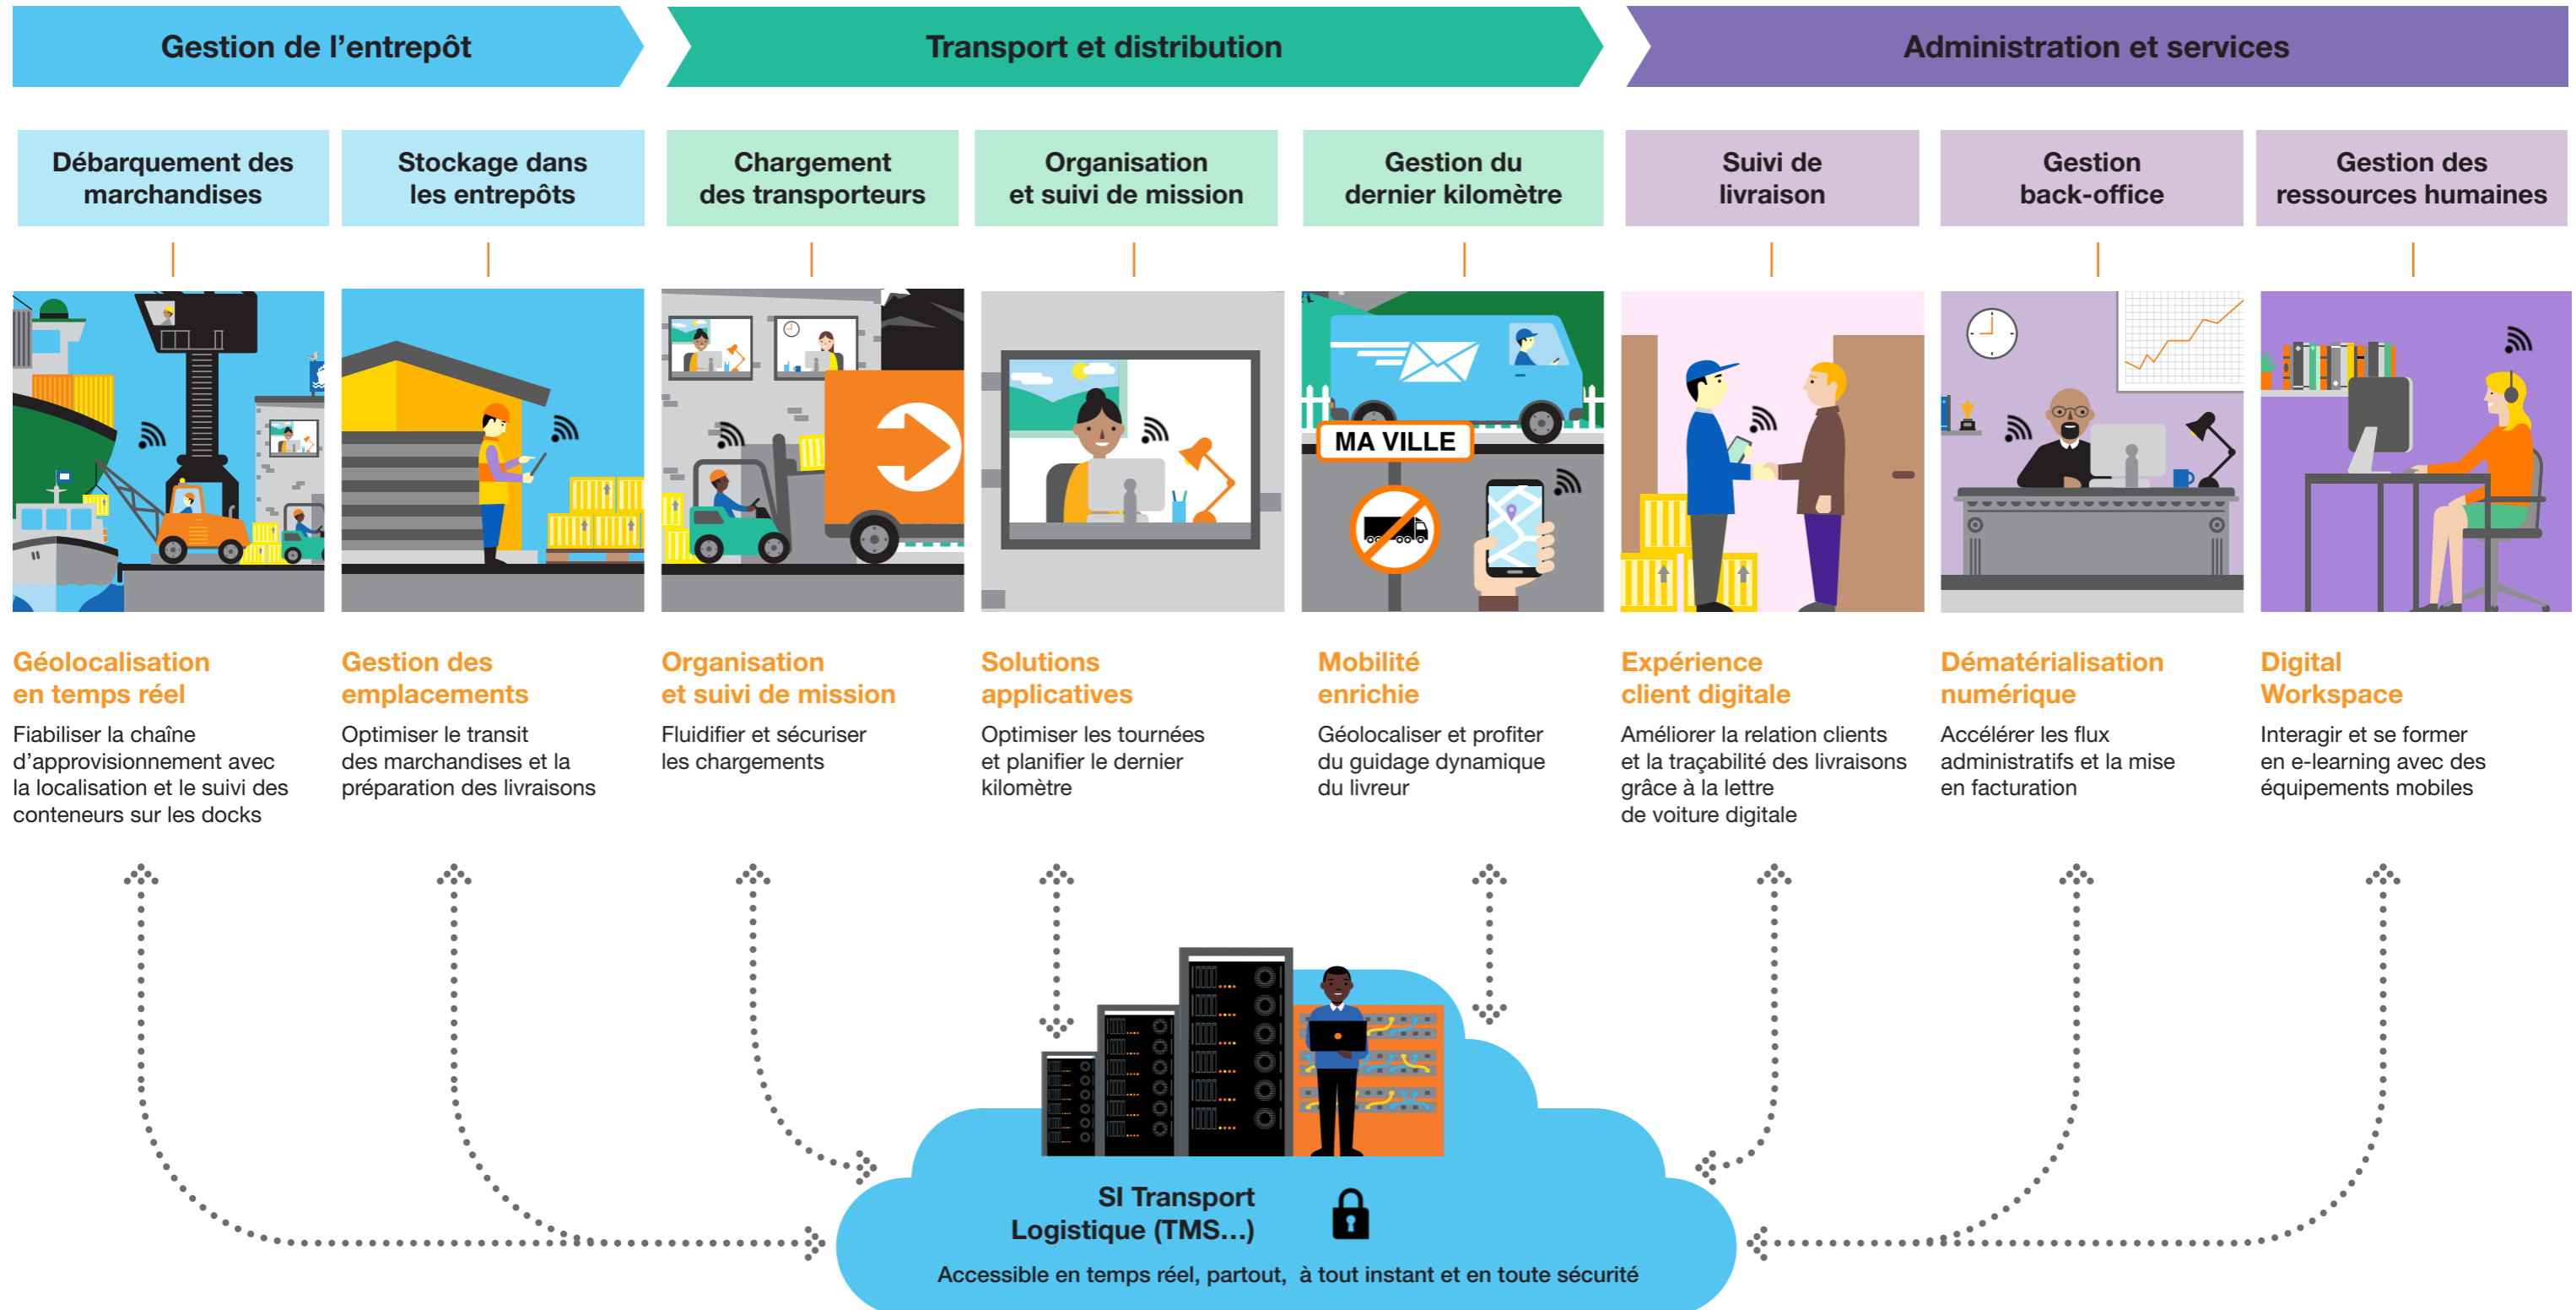 Gestion de l’entrepôt
Transport et distribution
Administration et services
Débarquement des
marchandises
Stockage dans
les entrepôts
Chargement
des transporteurs
Organisation
et suivi de mission
Gestion du
dernier kilomètre
Suivi de
livraison
Gestion
back-office
Gestion des
ressources humaines
MA VILLE
Géolocalisation
en temps réel
Fiabiliser la chaîne
d’approvisionnement avec
la localisation et le suivi des
conteneurs sur les docks
Gestion des
emplacements
Optimiser le transit
des marchandises et la
préparation des livraisons
Organisation
et suivi de mission
Fluidifier et sécuriser
les chargements
Solutions
applicatives
Optimiser les tournées
et planifier le dernier
kilomètre
Mobilité
enrichie
Géolocaliser et profiter
du guidage dynamique
du livreur
Expérience
client digitale
Améliorer la relation clients
et la traçabilité des livraisons
grâce à la lettre
de voiture digitale
Dématérialisation
numérique
Accélérer les flux
administratifs et la mise
en facturation
Digital
Workspace
Interagir et se former
en e-learning avec des
équipements mobiles
SI Transport
Logistique (TMS...)
Accessible en temps réel, partout, à tout instant et en toute sécurité